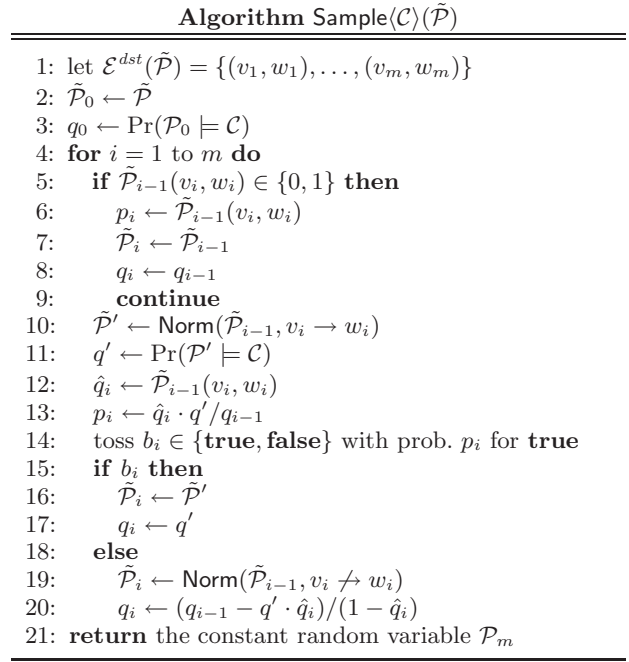 Algorithm Sample⟨𝒞⟩(𝒫̃)
1: let ℰ^{dst}(𝒫̃) = {(v₁, w₁), . . . , (vₘ, wₘ)}
2: 𝒫̃₀ ← 𝒫̃
3: q₀ ← Pr(𝒫₀ ⊨ 𝒞)
4: for i = 1 to m do
5: if 𝒫̃ᵢ₋₁(vᵢ, wᵢ) ∈ {0, 1} then
6: pᵢ ← 𝒫̃ᵢ₋₁(vᵢ, wᵢ)
7: 𝒫̃ᵢ ← 𝒫̃ᵢ₋₁
8: qᵢ ← qᵢ₋₁
9: continue
10: 𝒫̃′ ← Norm(𝒫̃ᵢ₋₁, vᵢ → wᵢ)
11: q′ ← Pr(𝒫′ ⊨ 𝒞)
12: q̂ᵢ ← 𝒫̃ᵢ₋₁(vᵢ, wᵢ)
13: pᵢ ← q̂ᵢ · q′/qᵢ₋₁
14: toss bᵢ ∈ {true, false} with prob. pᵢ for true
15: if bᵢ then
16: 𝒫̃ᵢ ← 𝒫̃′
17: qᵢ ← q′
18: else
19: 𝒫̃ᵢ ← Norm(𝒫̃ᵢ₋₁, vᵢ ↛ wᵢ)
20: qᵢ ← (qᵢ₋₁ − q′ · q̂ᵢ)/(1 − q̂ᵢ)
21: return the constant random variable 𝒫ₘ